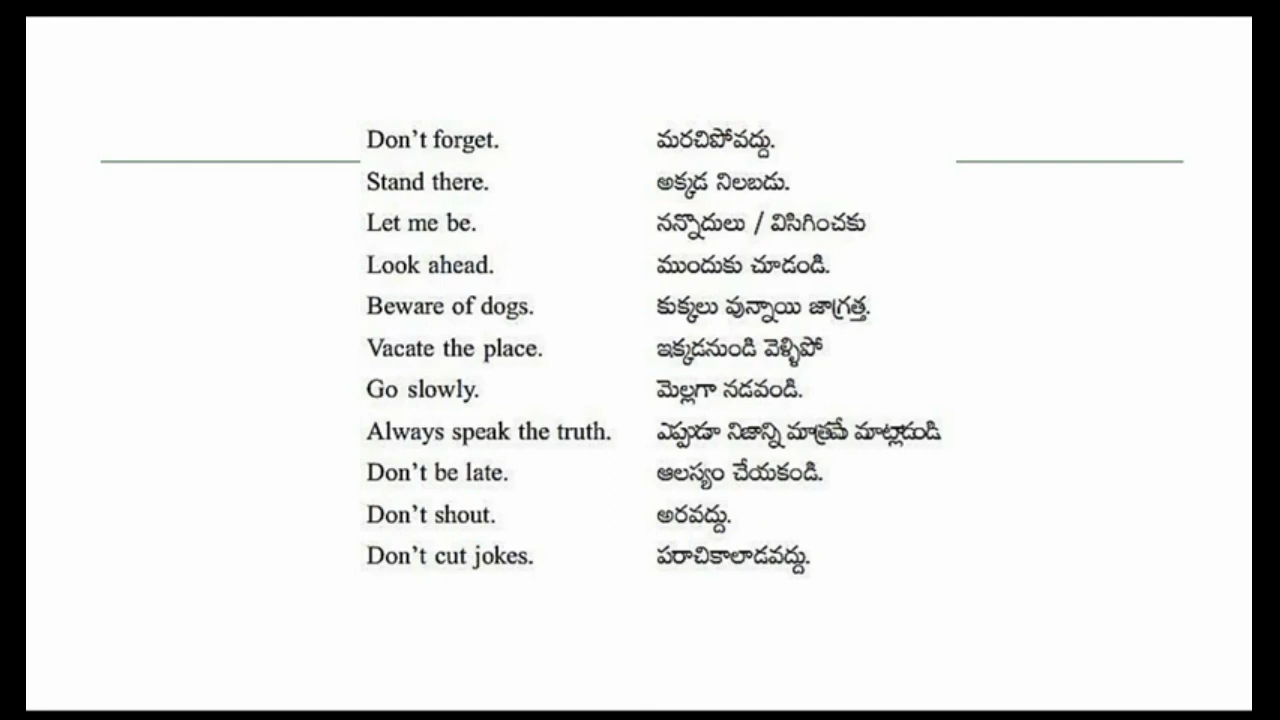 Don't forget. మరచిపోవద్దు.
Stand there. అక్కడ నిలబడు.
Let me be. నన్నొదులు / విసిగించకు
Look ahead. ముందుకు చూడండి.
Beware of dogs. కుక్కలు వున్నాయి జాగ్రత్త.
Vacate the place. ఇక్కడనుండి వెళ్ళిపో
Go slowly. మెల్లగా నడవండి.
Always speak the truth. ఎప్పుడూ నిజాన్ని మాత్రమే మాట్లాడండి
Don't be late. ఆలస్యం చేయకండి.
Don't shout. అరవద్దు.
Don't cut jokes. పరాచికాలాడవద్దు.